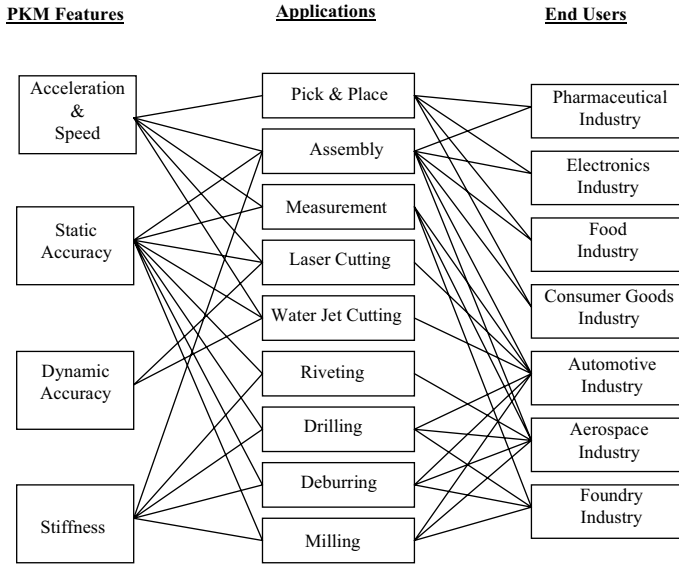 PKM Features
Applications
End Users
Acceleration
&
Speed
Static
Accuracy
Dynamic
Accuracy
Stiffness
Pick & Place
Assembly
Measurement
Laser Cutting
Water Jet Cutting
Riveting
Drilling
Deburring
Milling
Pharmaceutical
Industry
Electronics
Industry
Food
Industry
Consumer Goods
Industry
Automotive
Industry
Aerospace
Industry
Foundry
Industry